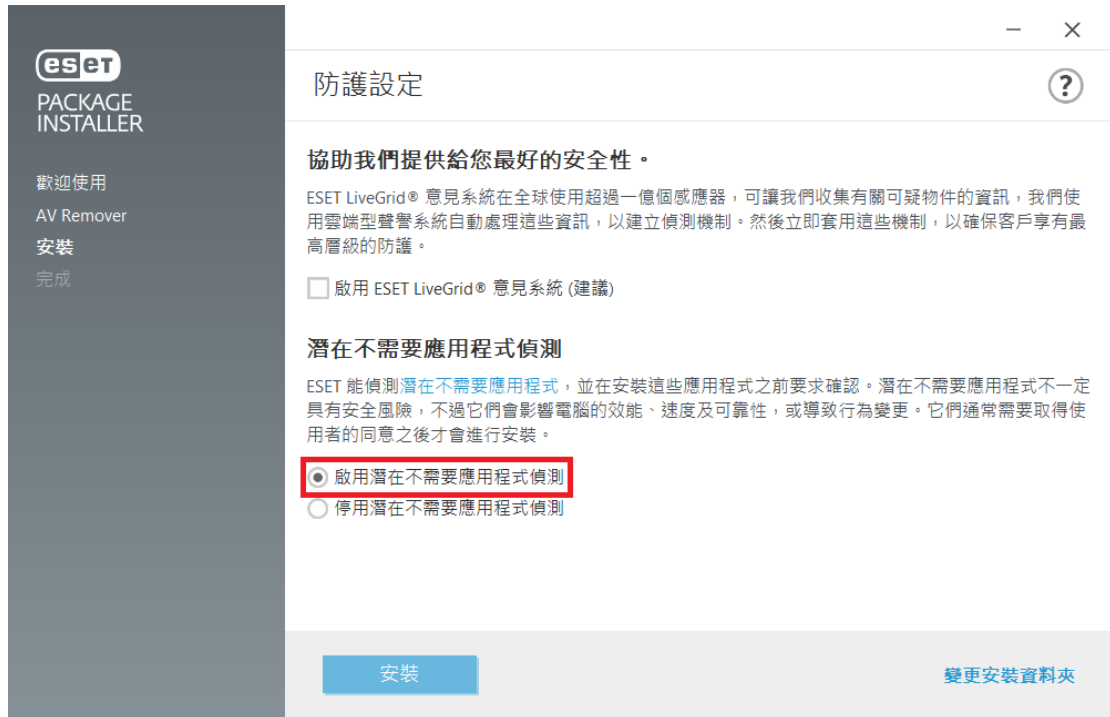 eset
PACKAGE
INSTALLER
歡迎使用
AV Remover
安裝
完成
防護設定
?
協助我們提供給您最好的安全性。
ESET LiveGrid® 意見系統在全球使用超過一億個感應器，可讓我們收集有關可疑物件的資訊，我們使
用雲端型聲譽系統自動處理這些資訊，以建立偵測機制。然後立即套用這些機制，以確保客戶享有最
高層級的防護。
啟用 ESET LiveGrid® 意見系統 (建議)
潛在不需要應用程式偵測
ESET 能偵測潛在不需要應用程式，並在安裝這些應用程式之前要求確認。潛在不需要應用程式不一定
具有安全風險，不過它們會影響電腦的效能、速度及可靠性，或導致行為變更。它們通常需要取得使
用者的同意之後才會進行安裝。
啟用潛在不需要應用程式偵測
停用潛在不需要應用程式偵測
安裝
變更安裝資料夾